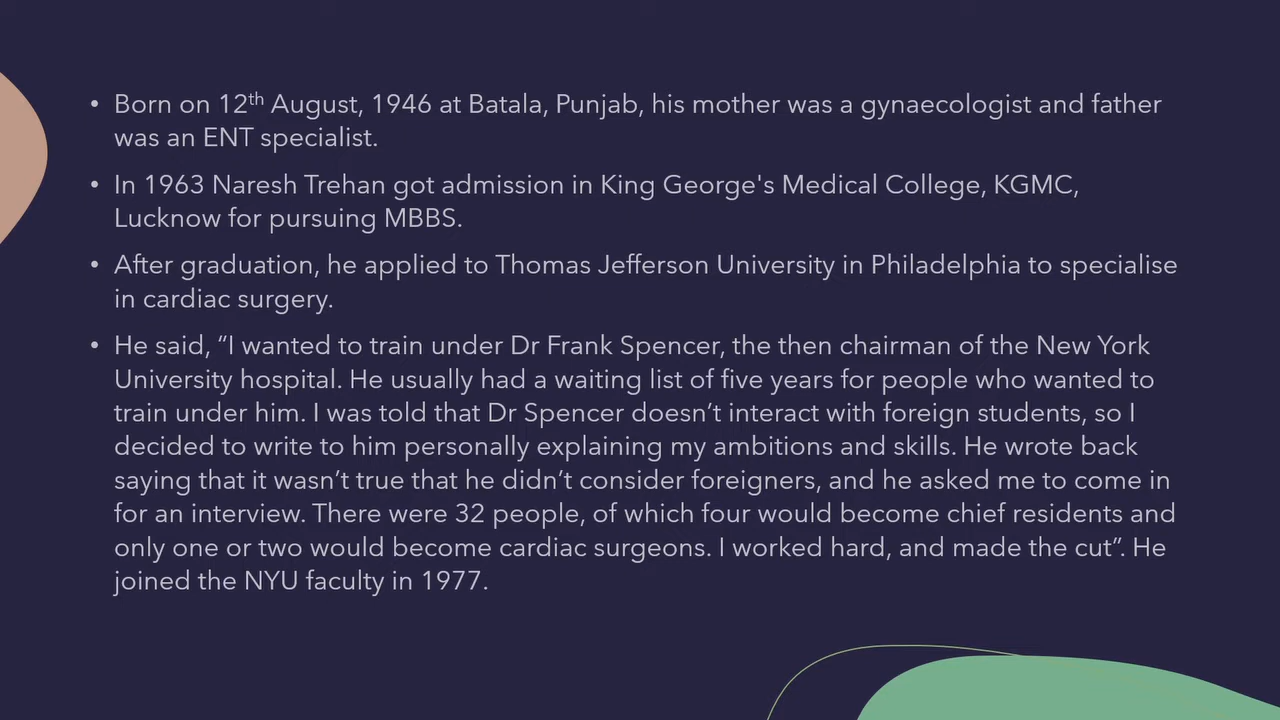 • Born on 12th August, 1946 at Batala, Punjab, his mother was a gynaecologist and father
was an ENT specialist.
• In 1963 Naresh Trehan got admission in King George's Medical College, KGMC,
Lucknow for pursuing MBBS.
• After graduation, he applied to Thomas Jefferson University in Philadelphia to specialise
in cardiac surgery.
• He said, “I wanted to train under Dr Frank Spencer, the then chairman of the New York
University hospital. He usually had a waiting list of five years for people who wanted to
train under him. I was told that Dr Spencer doesn’t interact with foreign students, so I
decided to write to him personally explaining my ambitions and skills. He wrote back
saying that it wasn’t true that he didn’t consider foreigners, and he asked me to come in
for an interview. There were 32 people, of which four would become chief residents and
only one or two would become cardiac surgeons. I worked hard, and made the cut”. He
joined the NYU faculty in 1977.